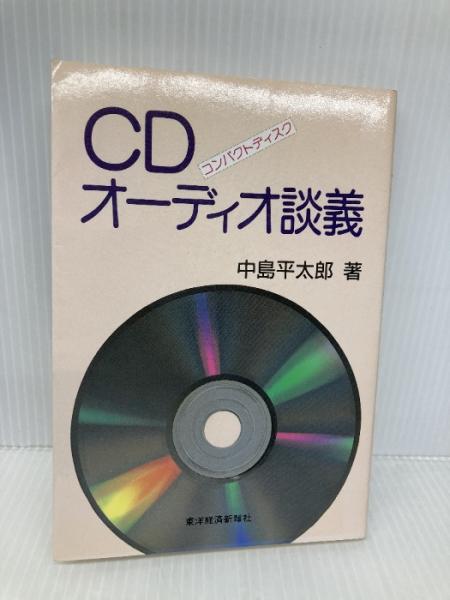 CD
コンパクトディスク
オーディオ談義
中島平太郎 著
東洋経済新報社